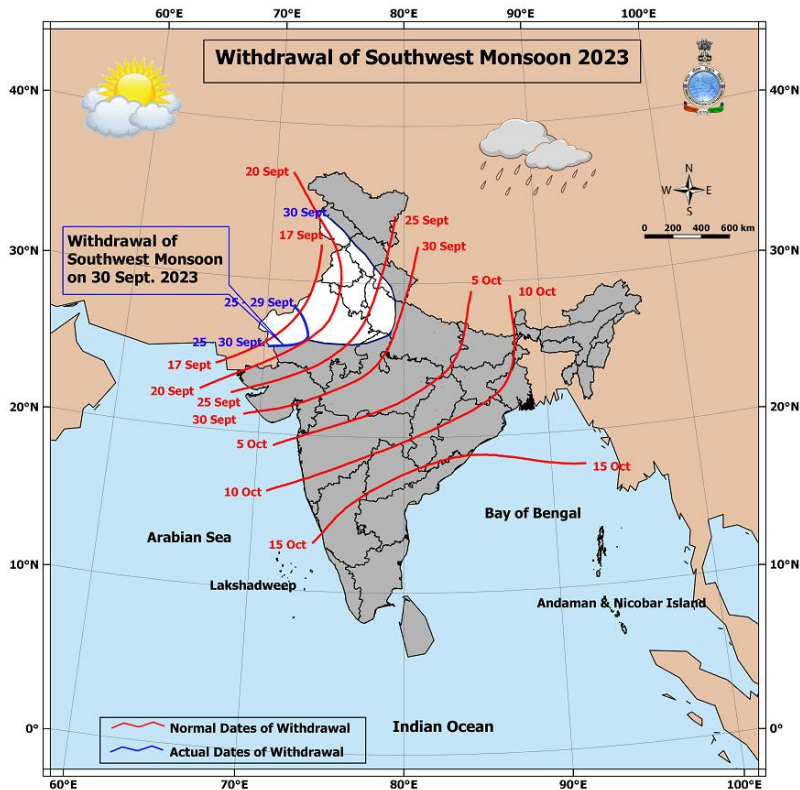 60°E 70°E 80°E 90°E 100°E
Withdrawal of Southwest Monsoon 2023
40°N 40°N
20 Sept
N
W E
S
30 Sept.
25 Sept
17 Sept
0 200 400 600 km
30 Sept
30°N 30°N
Withdrawal of
Southwest Monsoon
on 30 Sept. 2023
5 Oct
10 Oct
25 - 29 Sept.
25 - 30 Sept.
17 Sept
20 Sept
25 Sept
20°N 20°N
30 Sept
5 Oct
15 Oct
10 Oct
Bay of Bengal
Arabian Sea
15 Oct
10°N 10°N
Lakshadweep
Andaman & Nicobar Island
0° 0°
Normal Dates of Withdrawal
Indian Ocean
Actual Dates of Withdrawal
60°E 70°E 80°E 90°E 100°E